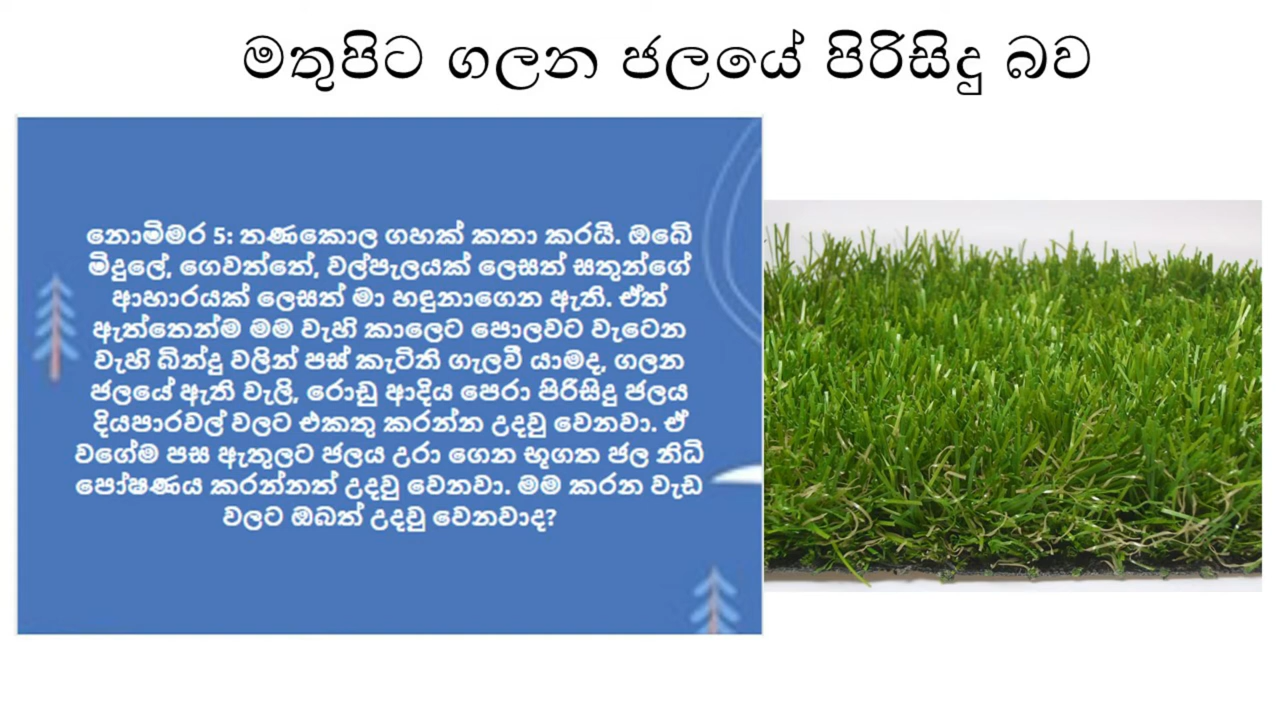 මතුපිට ගලන ජලයේ පිරිසිදු බව
නොම්මර 5: තණකොල ගහක් කතා කරයි. ඔබේ
මිදුලේ, ගෙවත්තේ, වල්පැලයක් ලෙසත් සතුන්ගේ
ආහාරයක් ලෙසත් මා හඳුනාගෙන ඇති. ඒත්
ඇත්තෙන්ම මම වැහි කාලෙට පොලවට වැටෙන
වැහි බින්දු වලින් පස් කැටිති ගැලවී යාමද, ගලන
ජලයේ ඇති වැලි, රොඩු ආදිය පෙරා පිරිසිදු ජලය
දියපාරවල් වලට එකතු කරන්න උදවු වෙනවා. ඒ
වගේම පස ඇතුලට ජලය උරා ගෙන භූගත ජල නිධි
පෝෂණය කරන්නත් උදවු වෙනවා. මම කරන වැඩ
වලට ඔබත් උදවු වෙනවාද?